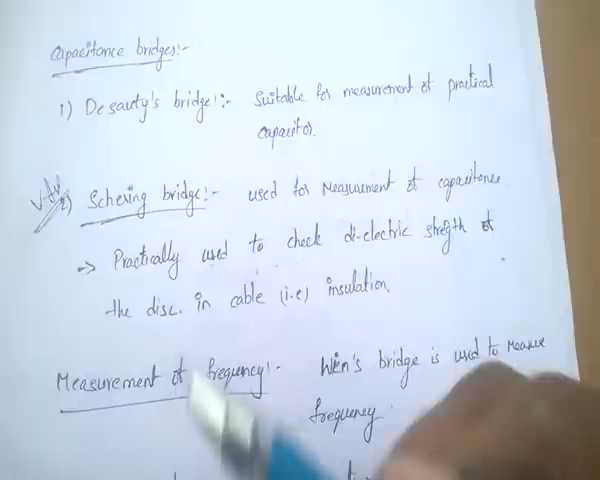 Capacitance bridges:-
1) De sauty's bridge:- Suitable for measurement of practical
capacitor.
2) Schering bridge:- used for Measurement of capacitance
→ Practically used to check di-electric stregth of
the disc. in cable (i.e) insulation.
Measurement of frequency:- Wien's bridge is used to Measure
frequency